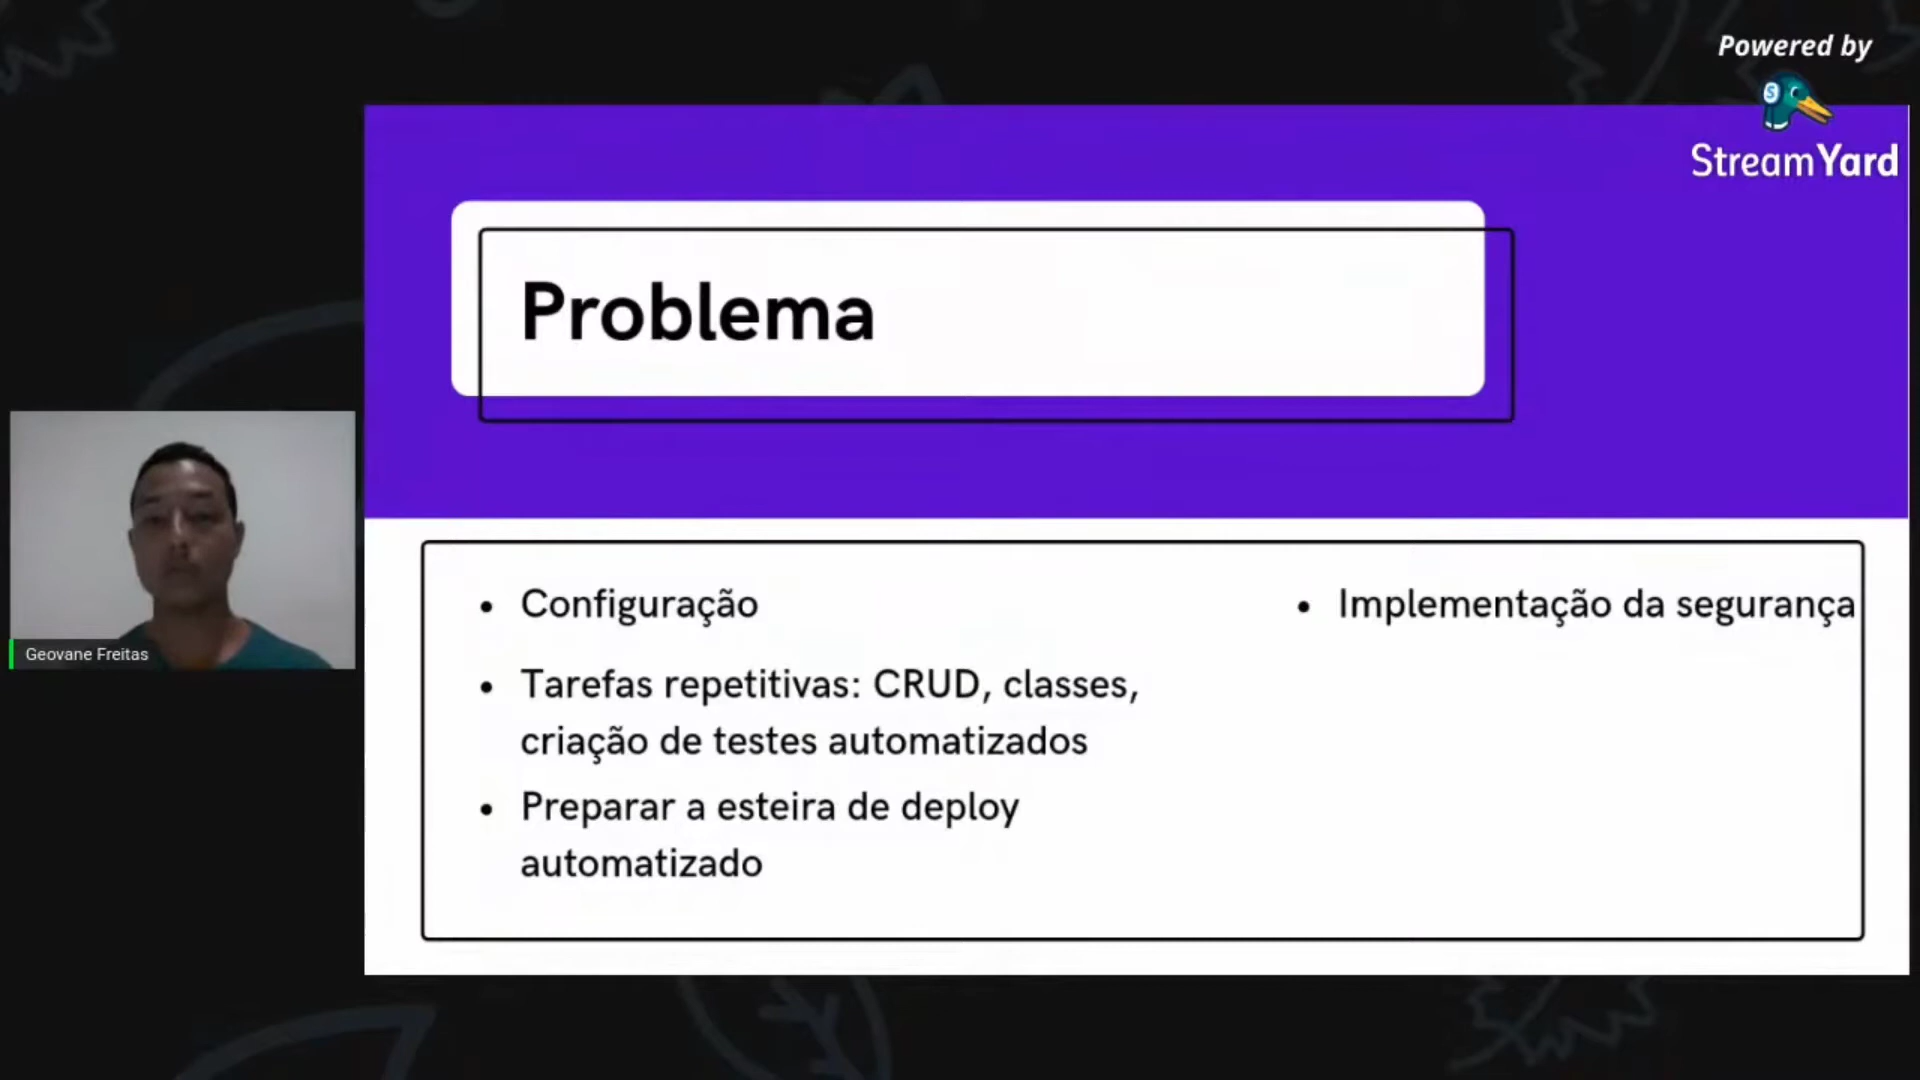 Powered by
StreamYard
Problema
Geovane Freitas
• Configuração
• Tarefas repetitivas: CRUD, classes,
criação de testes automatizados
• Preparar a esteira de deploy
automatizado
• Implementação da segurança